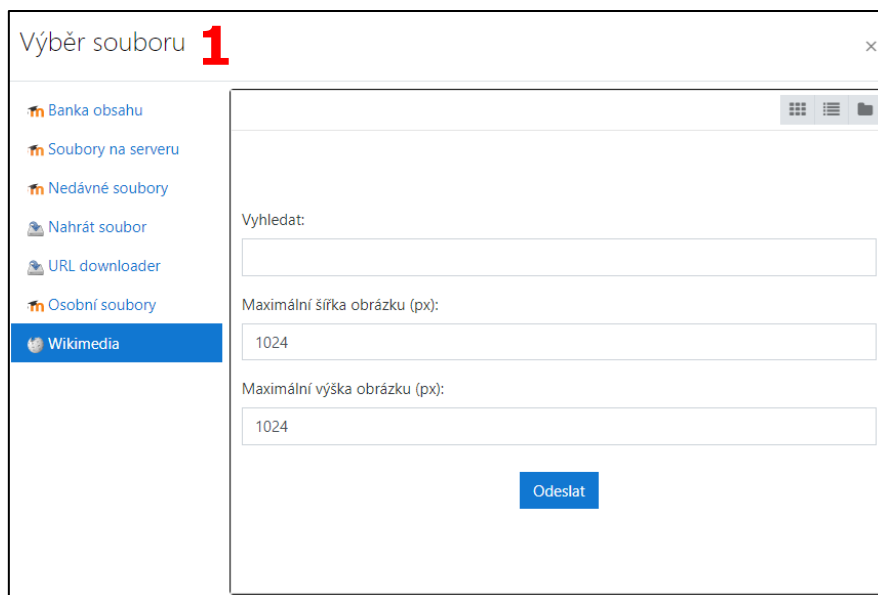 Výběr souboru 1
×
Banka obsahu
Soubory na serveru
Nedávné soubory
Nahrát soubor
URL downloader
Osobní soubory
Wikimedia
Vyhledat:
Maximální šířka obrázku (px):
1024
Maximální výška obrázku (px):
1024
Odeslat